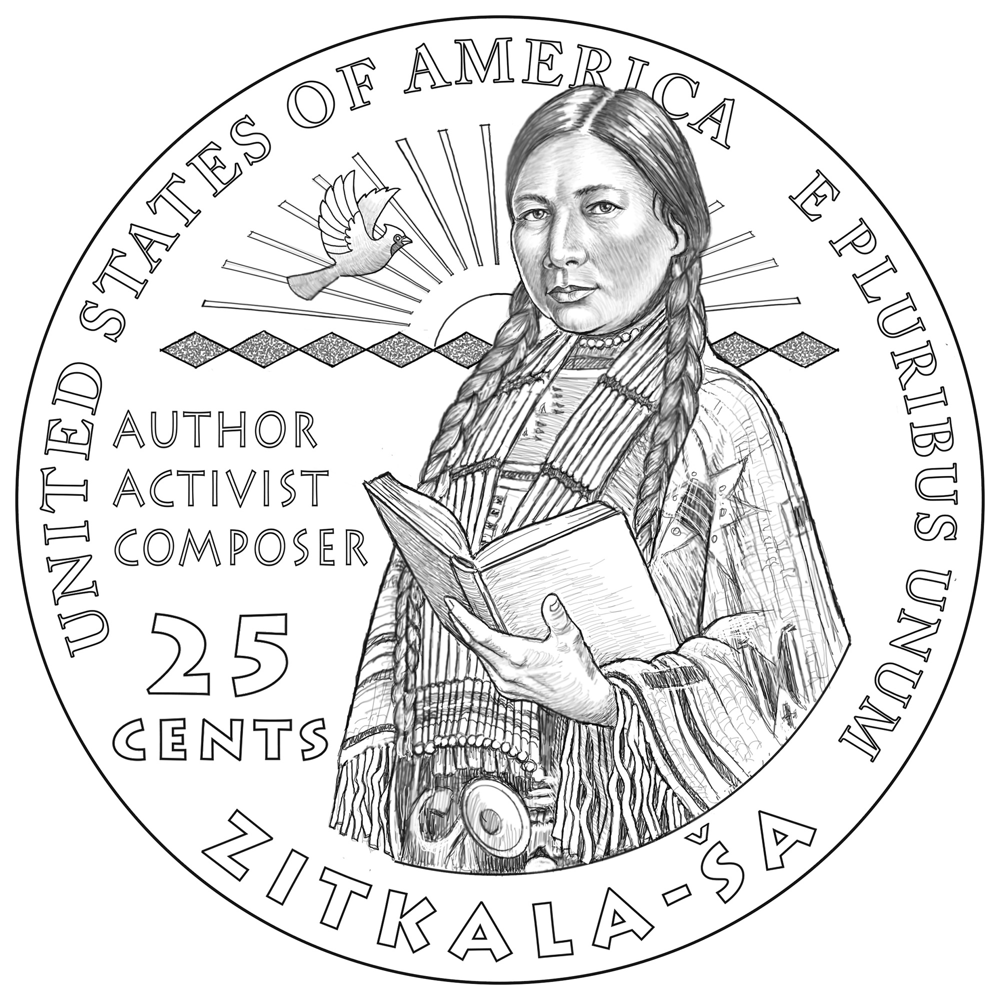 UNITED STATES OF AMERICA
E PLURIBUS UNUM
AUTHOR
ACTIVIST
COMPOSER
25
CENTS
ZITKALA-ŠA